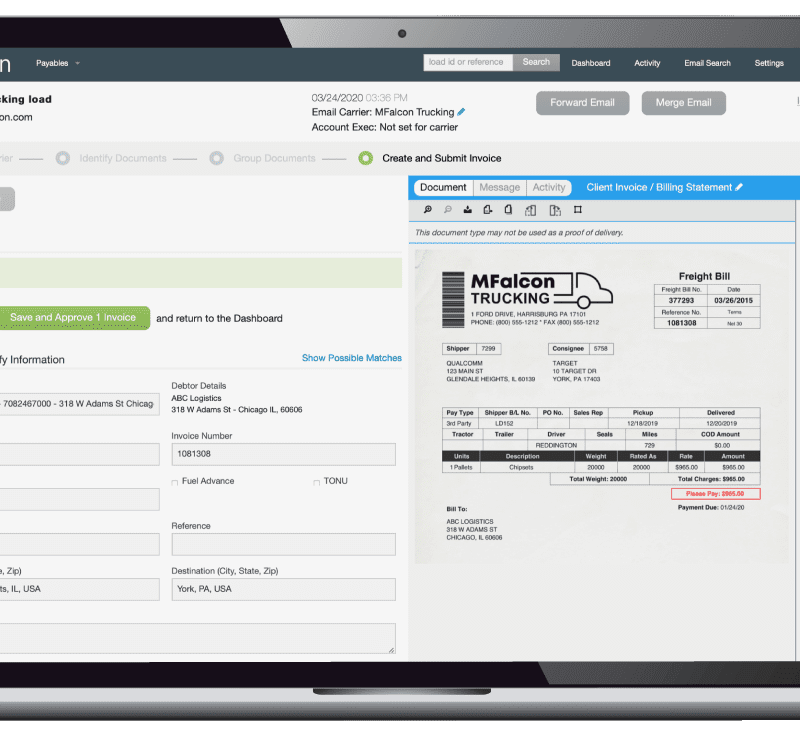 n Payables load id or reference Search Dashboard Activity Email Search Settings
cking load
on.com
03/24/2020 03:36 PM
Email Carrier: MFalcon Trucking
Account Exec: Not set for carrier
Forward Email Merge Email
rier Identify Documents Group Documents Create and Submit Invoice
Document Message Activity Client Invoice / Billing Statement
This document type may not be used as a proof of delivery.
Save and Approve 1 Invoice and return to the Dashboard
fy Information Show Possible Matches
- 7082467000 - 318 W Adams St Chicag
Debtor Details
ABC Logistics
318 W Adams St - Chicago IL, 60606
Invoice Number
1081308
Fuel Advance TONU
Reference
e, Zip) Destination (City, State, Zip)
ts, IL, USA York, PA, USA
MFalcon
TRUCKING
1 FORD DRIVE, HARRISBURG PA 17101
PHONE: (800) 555-1212 * FAX (800) 555-1212
Freight Bill
Freight Bill No. Date
377293 03/26/2015
Reference No. Terms
1081308 Net 30
Shipper 7299
QUALCOMM
123 MAIN ST
GLENDALE HEIGHTS, IL 60139
Consignee 5758
TARGET
10 TARGET DR
YORK, PA 17403
Pay Type Shipper B/L No. PO No. Sales Rep Pickup Delivered
3rd Party LD152 12/18/2019 12/20/2019
Tractor Trailer Driver Seals Miles COD Amount
REDDINGTON 729 $0.00
Units Description Weight Rated As Rate Amount
1 Pallets Chipsets 20000 20000 $965.00 $965.00
Total Weight: 20000 Total Charges: $965.00
Please Pay: $965.00
Payment Due: 01/24/20
Bill To:
ABC LOGISTICS
318 W ADAMS ST
CHICAGO, IL 60606